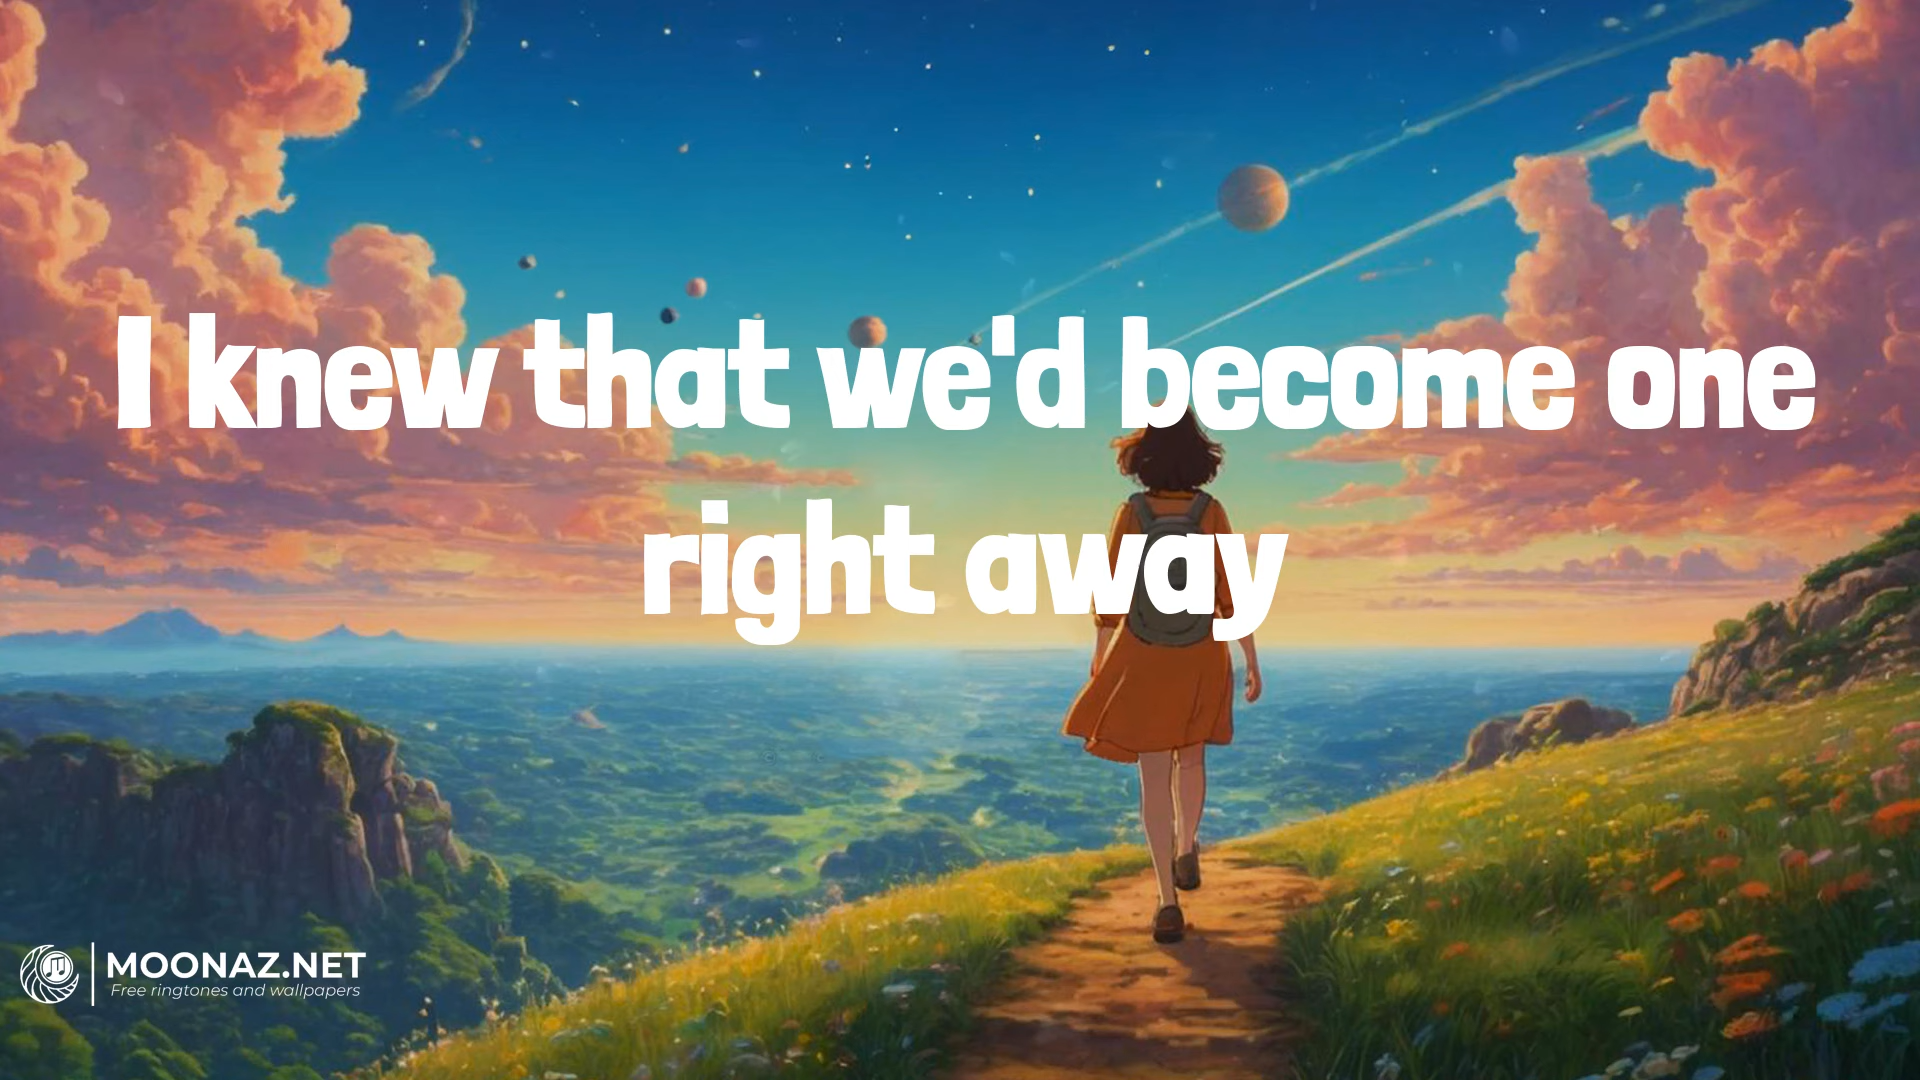 I knew that we'd become one
right away
MOONAZ.NET
Free ringtones and wallpapers